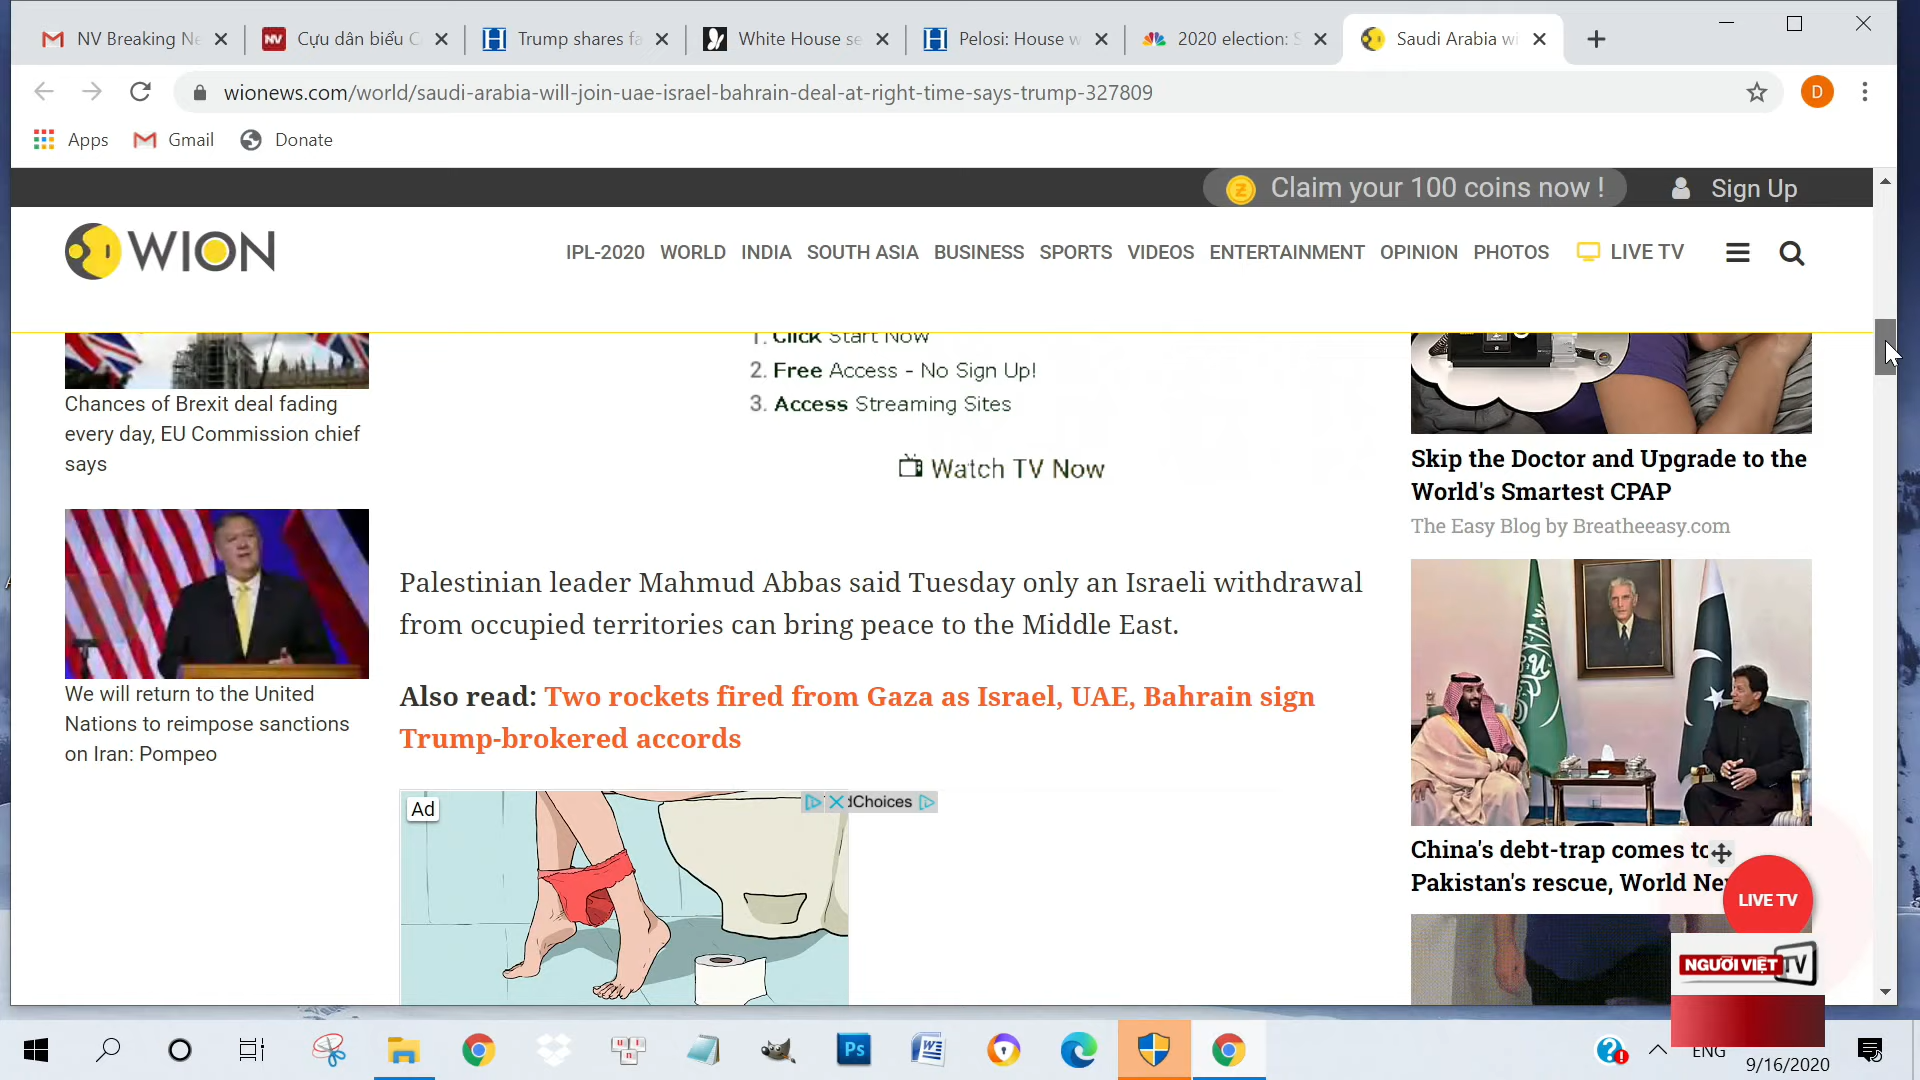 NV Breaking Ne
Cựu dân biểu C
Trump shares fa
White House se
Pelosi: House w
2020 election: S
Saudi Arabia wi
wionews.com/world/saudi-arabia-will-join-uae-israel-bahrain-deal-at-right-time-says-trump-327809
D
Apps
Gmail
Donate
Claim your 100 coins now !
Sign Up
WION
IPL-2020 WORLD INDIA SOUTH ASIA BUSINESS SPORTS VIDEOS ENTERTAINMENT OPINION PHOTOS LIVE TV
Chances of Brexit deal fading
every day, EU Commission chief
says
We will return to the United
Nations to reimpose sanctions
on Iran: Pompeo
1. Click Start Now
2. Free Access - No Sign Up!
3. Access Streaming Sites
Watch TV Now
Palestinian leader Mahmud Abbas said Tuesday only an Israeli withdrawal
from occupied territories can bring peace to the Middle East.
Also read: Two rockets fired from Gaza as Israel, UAE, Bahrain sign
Trump-brokered accords
Ad
dChoices
Skip the Doctor and Upgrade to the
World's Smartest CPAP
The Easy Blog by Breatheeasy.com
China's debt-trap comes to
Pakistan's rescue, World Ne
LIVE TV
NGƯỜI VIỆT TV
Ps
ENG
9/16/2020